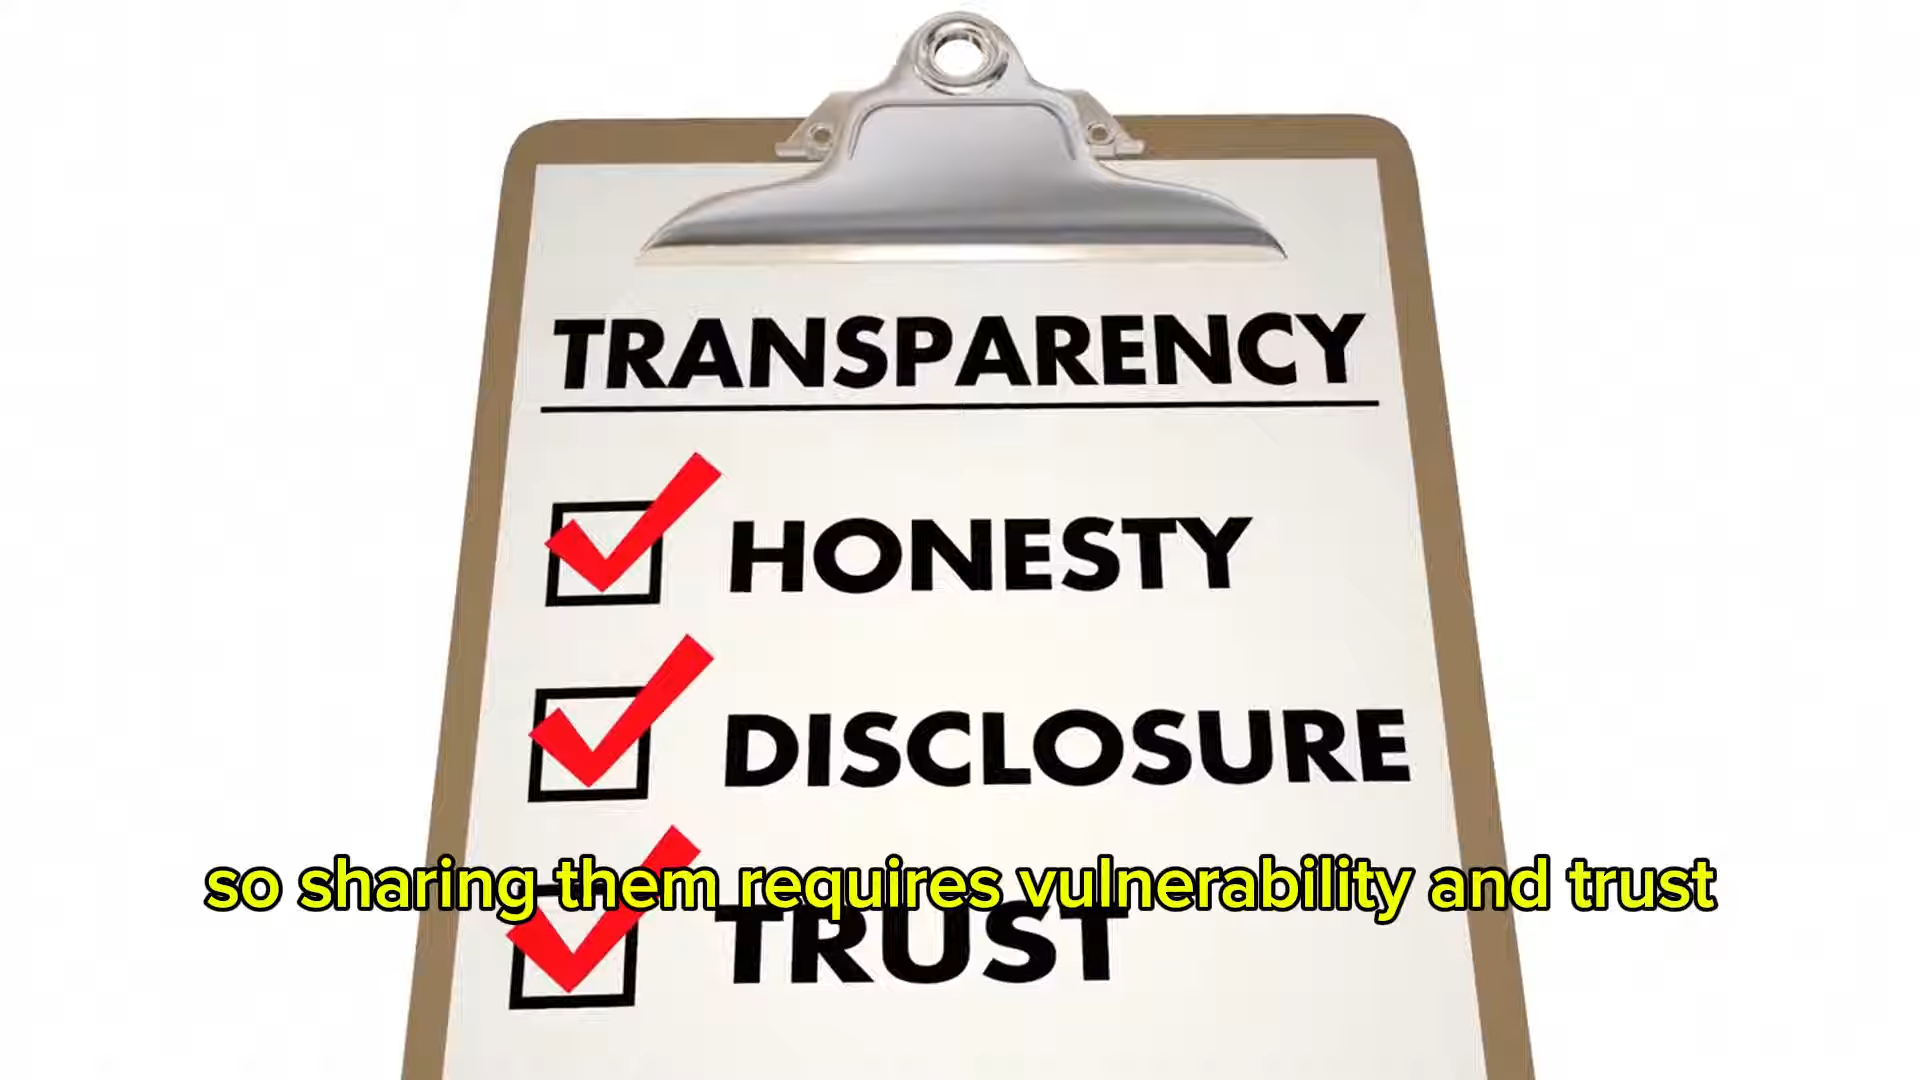 TRANSPARENCY
HONESTY
DISCLOSURE
so sharing them requires vulnerability and trust
TRUST